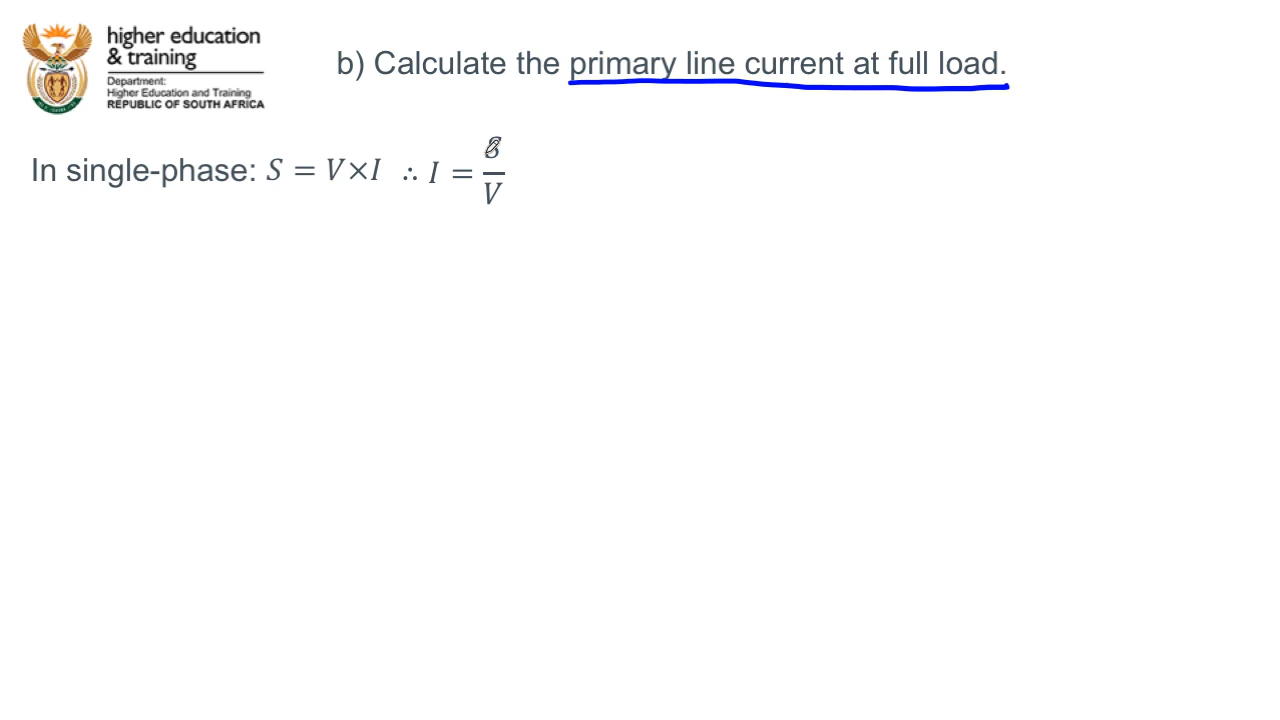 higher education
& training
Department:
Higher Education and Training
REPUBLIC OF SOUTH AFRICA
b) Calculate the primary line current at full load.
In single-phase: S = V×I ∴ I = S/V